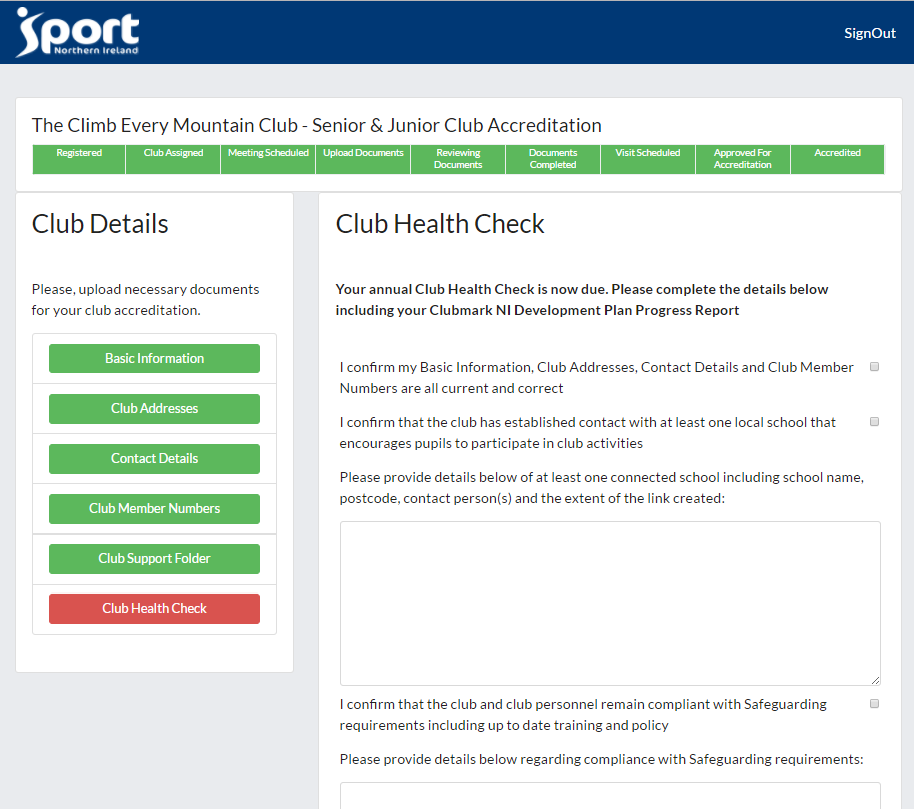 Sport
Northern Ireland
SignOut
The Climb Every Mountain Club - Senior & Junior Club Accreditation
Registered
Club Assigned
Meeting Scheduled
Upload Documents
Reviewing
Documents
Documents
Completed
Visit Scheduled
Approved For
Accreditation
Accredited
Club Details
Please, upload necessary documents
for your club accreditation.
Basic Information
Club Addresses
Contact Details
Club Member Numbers
Club Support Folder
Club Health Check
Club Health Check
Your annual Club Health Check is now due. Please complete the details below
including your Clubmark NI Development Plan Progress Report
I confirm my Basic Information, Club Addresses, Contact Details and Club Member
Numbers are all current and correct
I confirm that the club has established contact with at least one local school that
encourages pupils to participate in club activities
Please provide details below of at least one connected school including school name,
postcode, contact person(s) and the extent of the link created:
I confirm that the club and club personnel remain compliant with Safeguarding
requirements including up to date training and policy
Please provide details below regarding compliance with Safeguarding requirements: